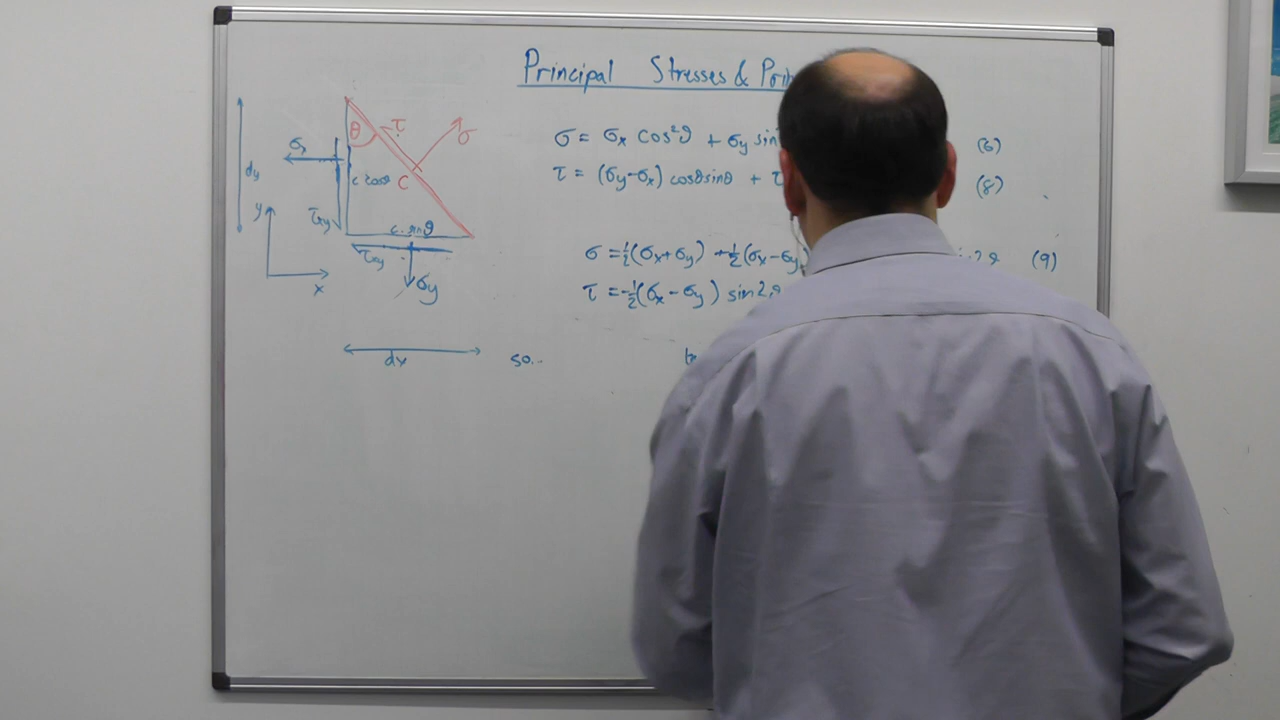 Principal Stresses &
σ = σx cos²θ + σy sin
(6)
τ = (σy-σx) cosθsinθ + τ
(8)
σ = ½(σx+σy) + ½(σx-σy
2θ (9)
τ = -½(σx-σy) sin2θ
so..
dy
θ
τ
σ
σx
c cosθ
c
τxy
c. sinθ
τxy
σy
y
x
dx